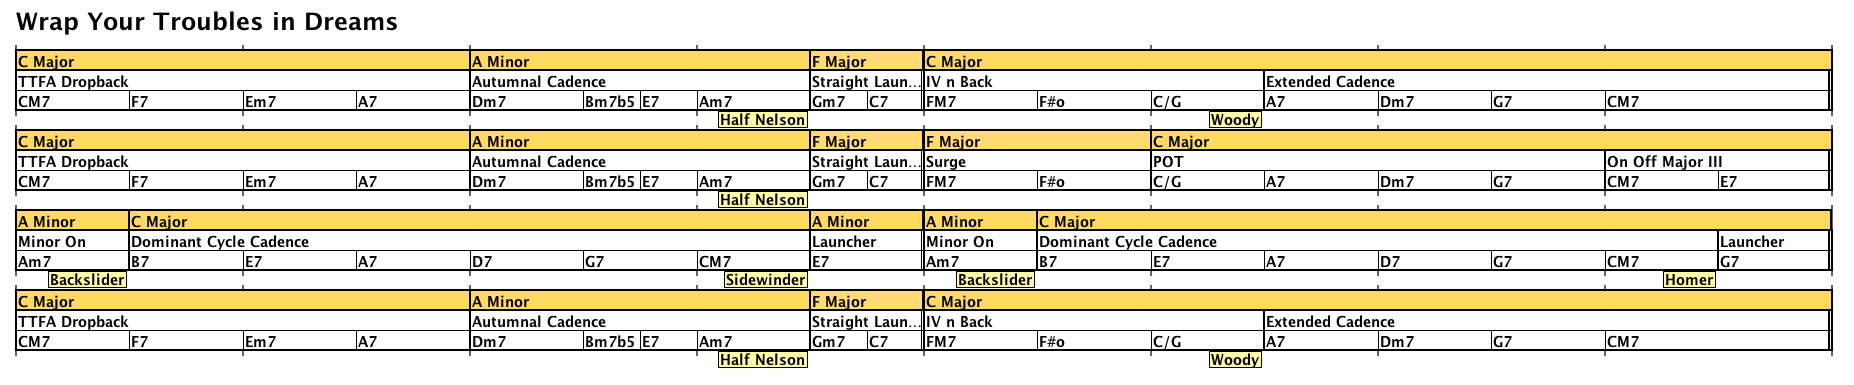 Wrap Your Troubles in Dreams
C Major A Minor F Major C Major
TTFA Dropback Autumnal Cadence Straight Laun... IV n Back Extended Cadence
CM7 F7 Em7 A7 Dm7 Bm7b5 E7 Am7 Gm7 C7 FM7 F#o C/G A7 Dm7 G7 CM7
Half Nelson Woody
C Major A Minor F Major F Major C Major
TTFA Dropback Autumnal Cadence Straight Laun... Surge POT On Off Major III
CM7 F7 Em7 A7 Dm7 Bm7b5 E7 Am7 Gm7 C7 FM7 F#o C/G A7 Dm7 G7 CM7 E7
Half Nelson
A Minor C Major A Minor A Minor C Major
Minor On Dominant Cycle Cadence Launcher Minor On Dominant Cycle Cadence Launcher
Am7 B7 E7 A7 D7 G7 CM7 E7 Am7 B7 E7 A7 D7 G7 CM7 G7
Backslider Sidewinder Backslider Homer
C Major A Minor F Major C Major
TTFA Dropback Autumnal Cadence Straight Laun... IV n Back Extended Cadence
CM7 F7 Em7 A7 Dm7 Bm7b5 E7 Am7 Gm7 C7 FM7 F#o C/G A7 Dm7 G7 CM7
Half Nelson Woody